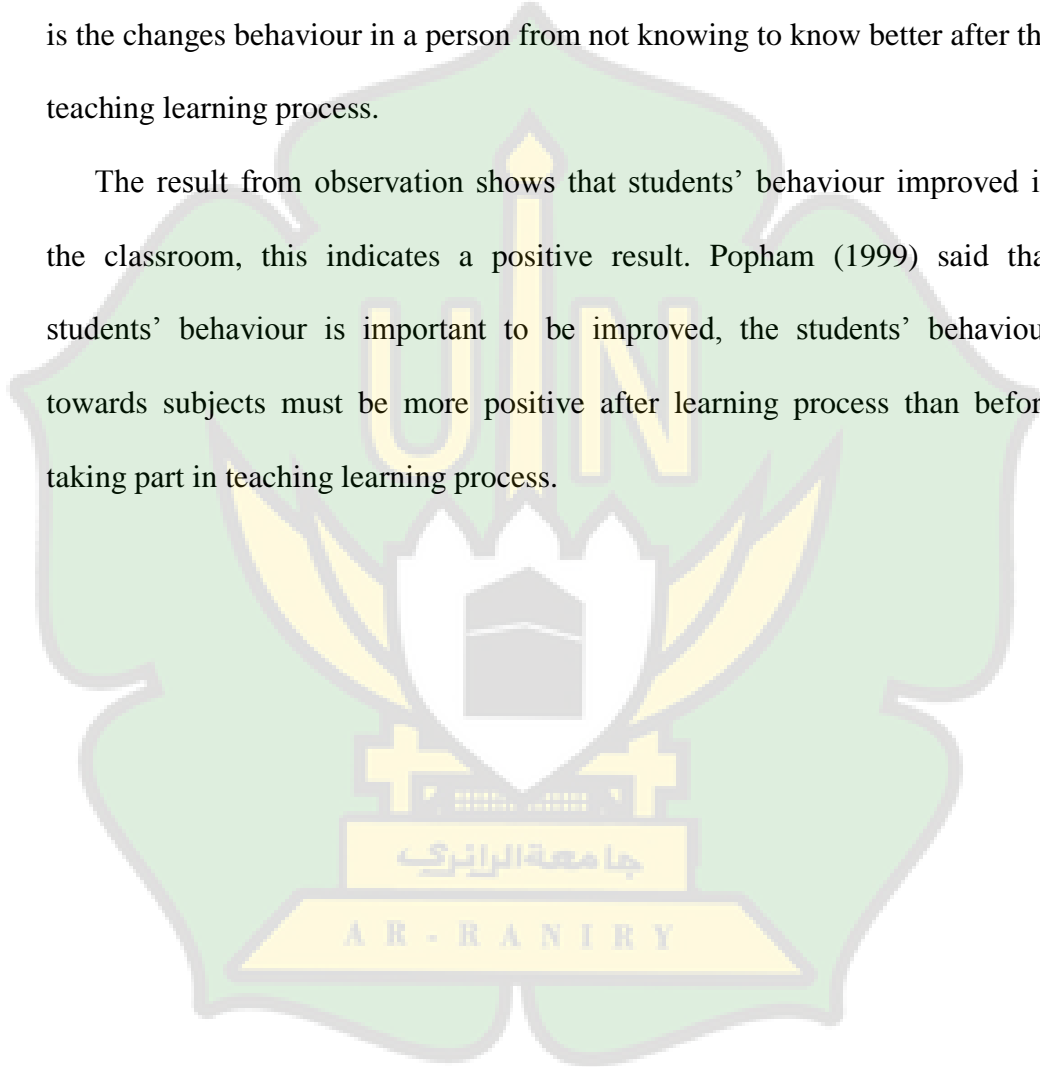 is the changes behaviour in a person from not knowing to know better after th
teaching learning process.
The result from observation shows that students’ behaviour improved i
the classroom, this indicates a positive result. Popham (1999) said tha
students’ behaviour is important to be improved, the students’ behaviou
towards subjects must be more positive after learning process than befor
taking part in teaching learning process.
UIN
جامعةالرانري
AR-RANIRY